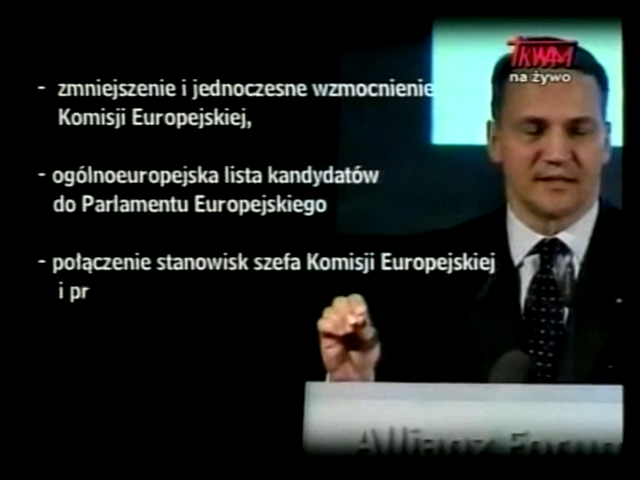 TRWAM
na żywo
- zmniejszenie i jednoczesne wzmocnienie
Komisji Europejskiej,
- ogólnoeuropejska lista kandydatów
do Parlamentu Europejskiego
- połączenie stanowisk szefa Komisji Europejskiej
i pr
Allianz Forum